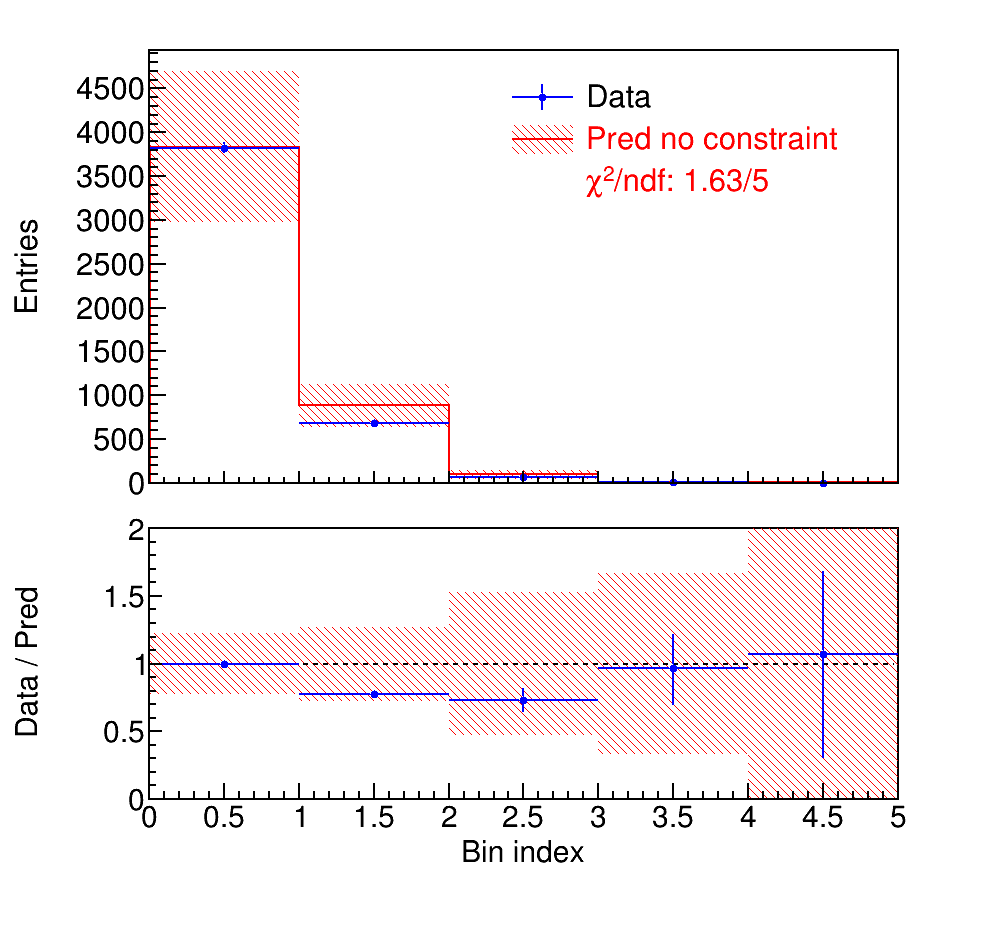 4500
4000
3500
3000
2500
2000
1500
1000
500
0
Entries
Data
Pred no constraint
χ²/ndf: 1.63/5
2
1.5
1
0.5
0
Data / Pred
0 0.5 1 1.5 2 2.5 3 3.5 4 4.5 5
Bin index